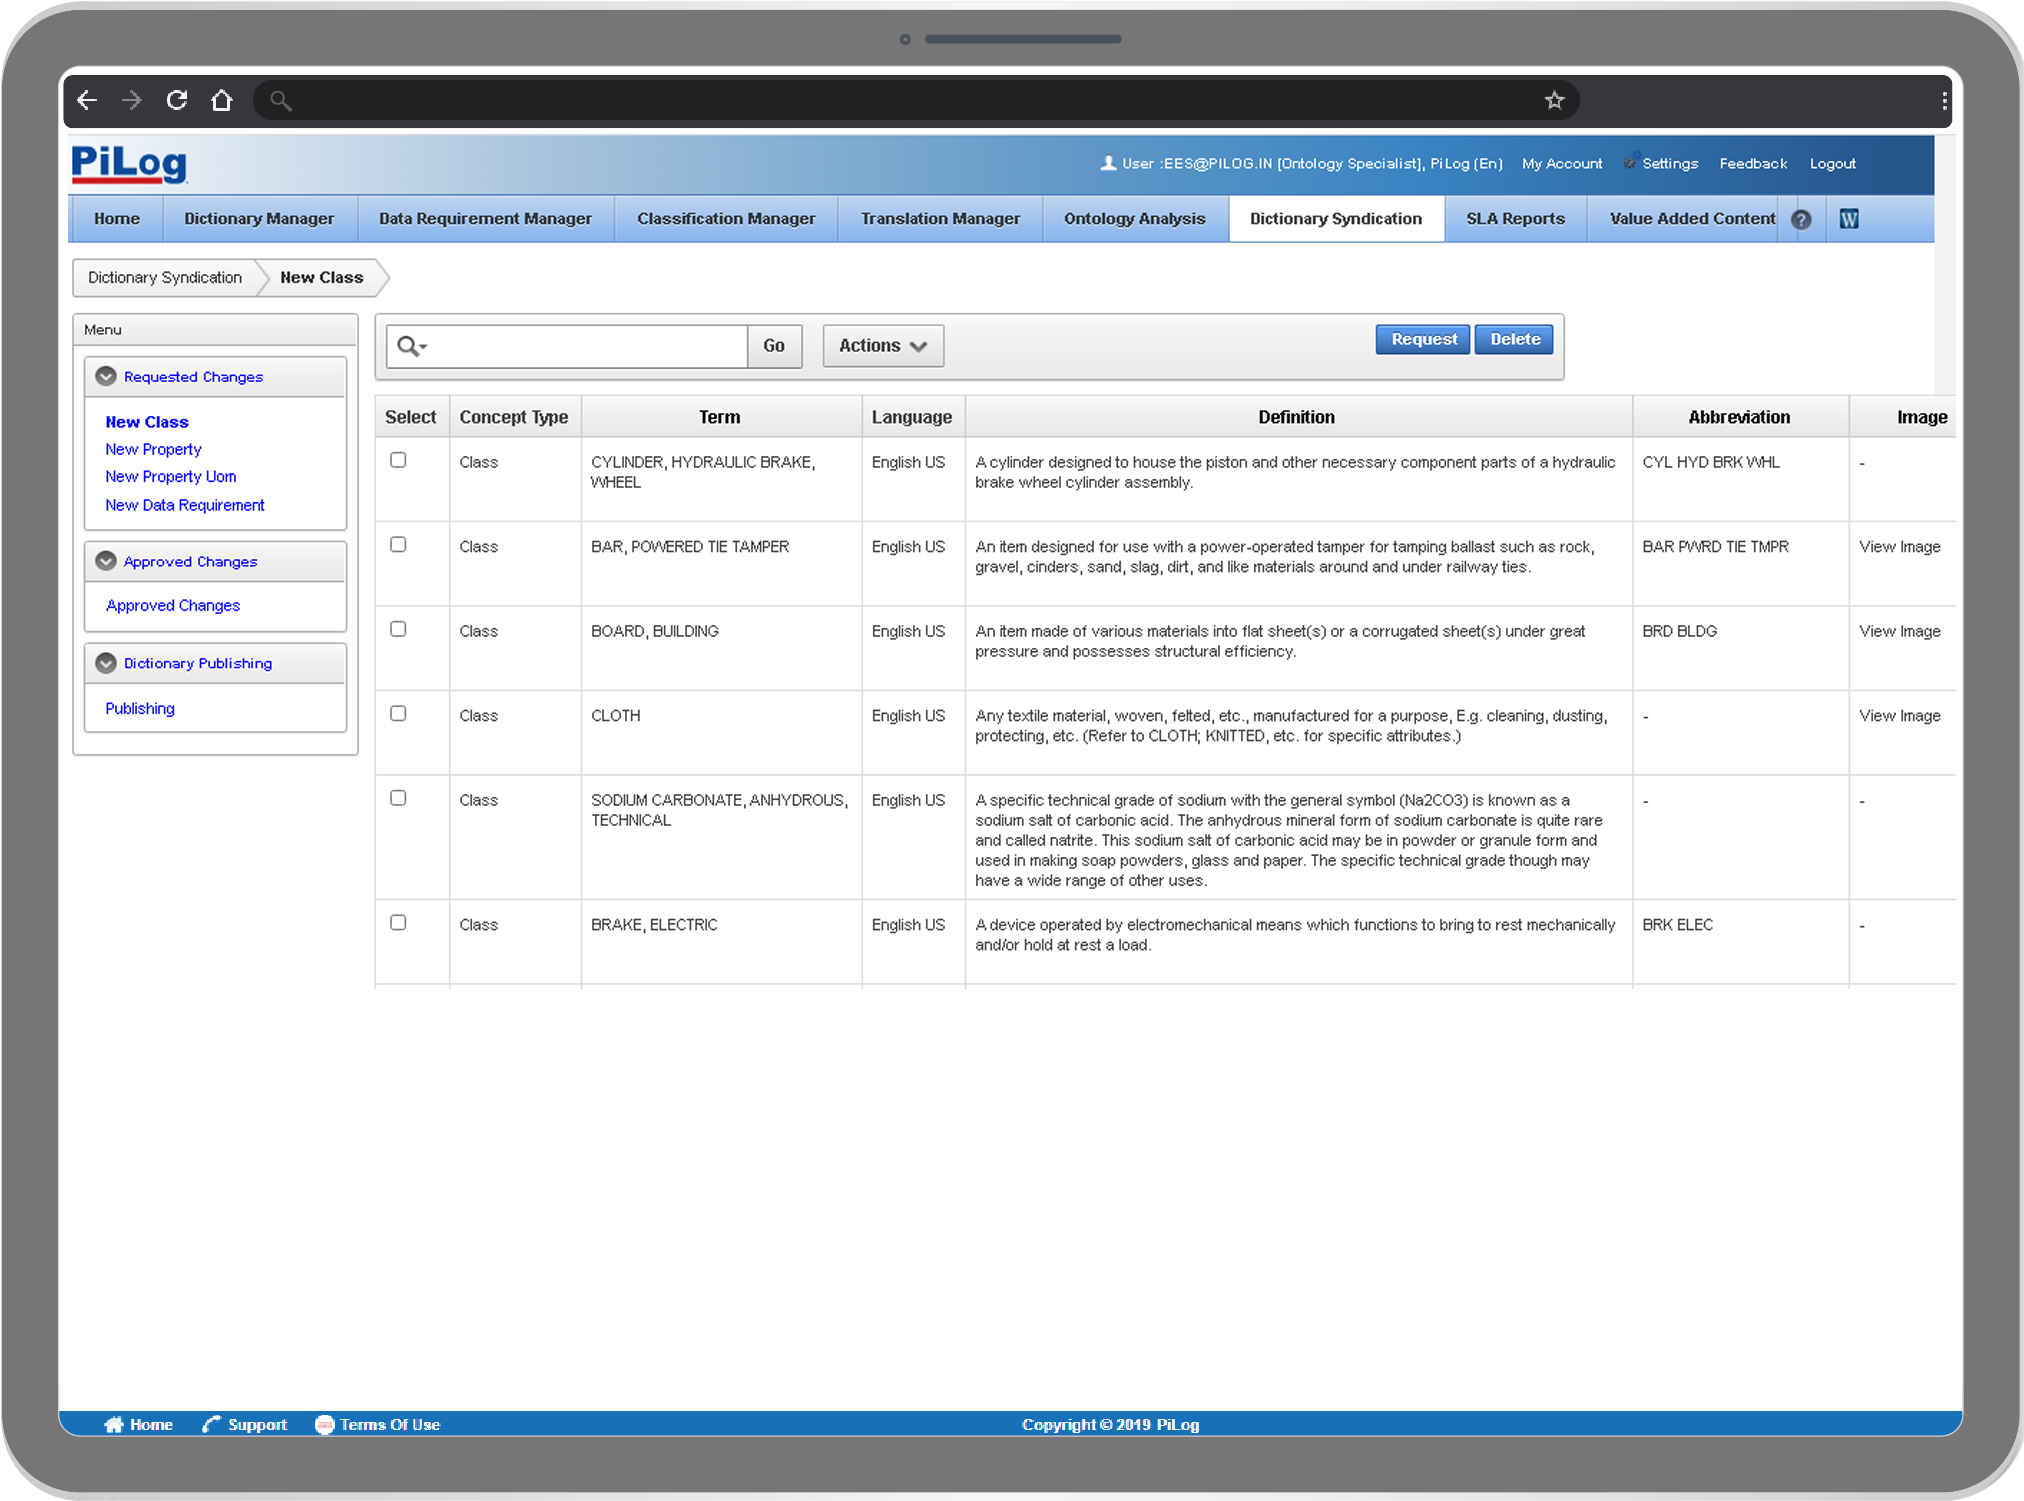 PiLog
User :EES@PILOG.IN [Ontology Specialist], PiLog (En) My Account Settings Feedback Logout
Home Dictionary Manager Data Requirement Manager Classification Manager Translation Manager Ontology Analysis Dictionary Syndication SLA Reports Value Added Content ? W
Dictionary Syndication New Class
Menu
Requested Changes
New Class
New Property
New Property Uom
New Data Requirement
Approved Changes
Approved Changes
Dictionary Publishing
Publishing
Go Actions Request Delete
Select Concept Type Term Language Definition Abbreviation Image
Class CYLINDER, HYDRAULIC BRAKE, English US A cylinder designed to house the piston and other necessary component parts of a hydraulic CYL HYD BRK WHL -
WHEEL brake wheel cylinder assembly.
Class BAR, POWERED TIE TAMPER English US An item designed for use with a power-operated tamper for tamping ballast such as rock, BAR PWRD TIE TMPR View Image
gravel, cinders, sand, slag, dirt, and like materials around and under railway ties.
Class BOARD, BUILDING English US An item made of various materials into flat sheet(s) or a corrugated sheet(s) under great BRD BLDG View Image
pressure and possesses structural efficiency.
Class CLOTH English US Any textile material, woven, felted, etc., manufactured for a purpose, E.g. cleaning, dusting, - View Image
protecting, etc. (Refer to CLOTH; KNITTED, etc. for specific attributes.)
Class SODIUM CARBONATE, ANHYDROUS, English US A specific technical grade of sodium with the general symbol (Na2CO3) is known as a - -
TECHNICAL sodium salt of carbonic acid. The anhydrous mineral form of sodium carbonate is quite rare
and called natrite. This sodium salt of carbonic acid may be in powder or granule form and
used in making soap powders, glass and paper. The specific technical grade though may
have a wide range of other uses.
Class BRAKE, ELECTRIC English US A device operated by electromechanical means which functions to bring to rest mechanically BRK ELEC -
and/or hold at rest a load.
Home Support Terms Of Use Copyright © 2019 PiLog